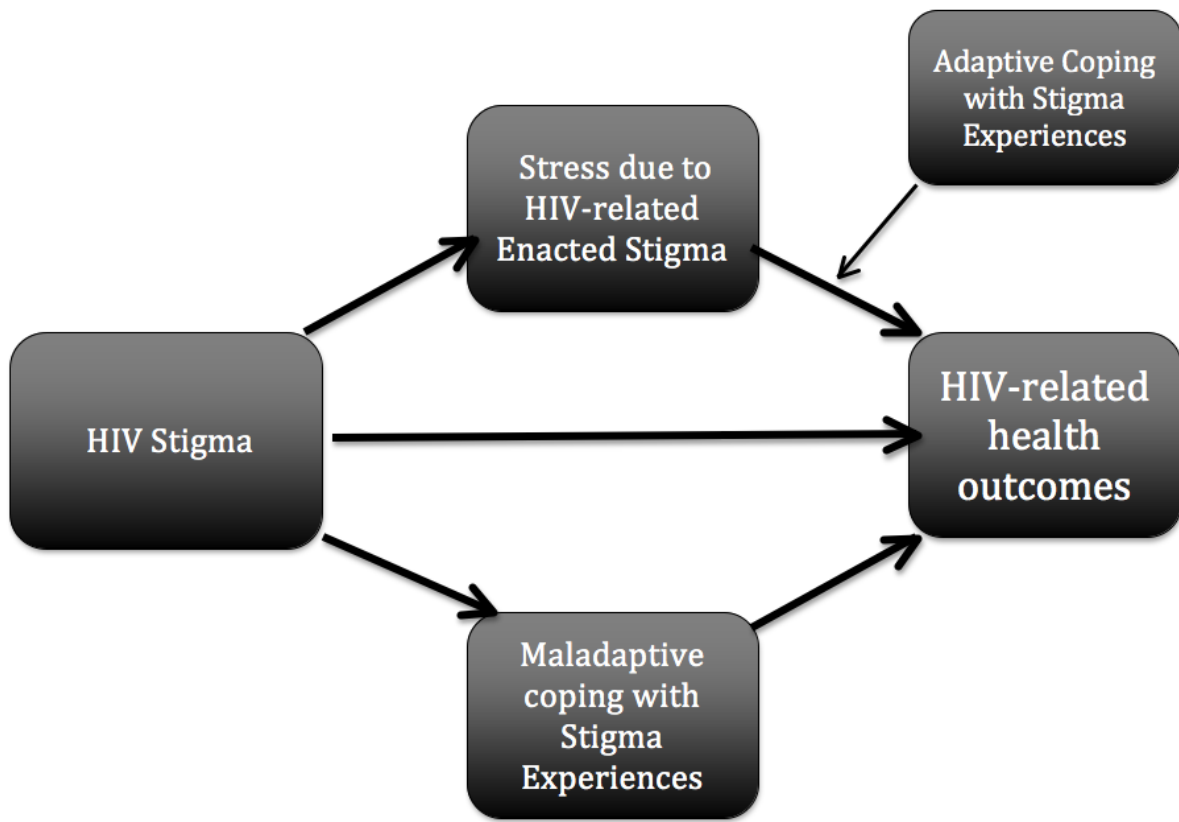 Adaptive Coping
with Stigma
Experiences
Stress due to
HIV-related
Enacted Stigma
HIV Stigma
HIV-related
health
outcomes
Maladaptive
coping with
Stigma
Experiences